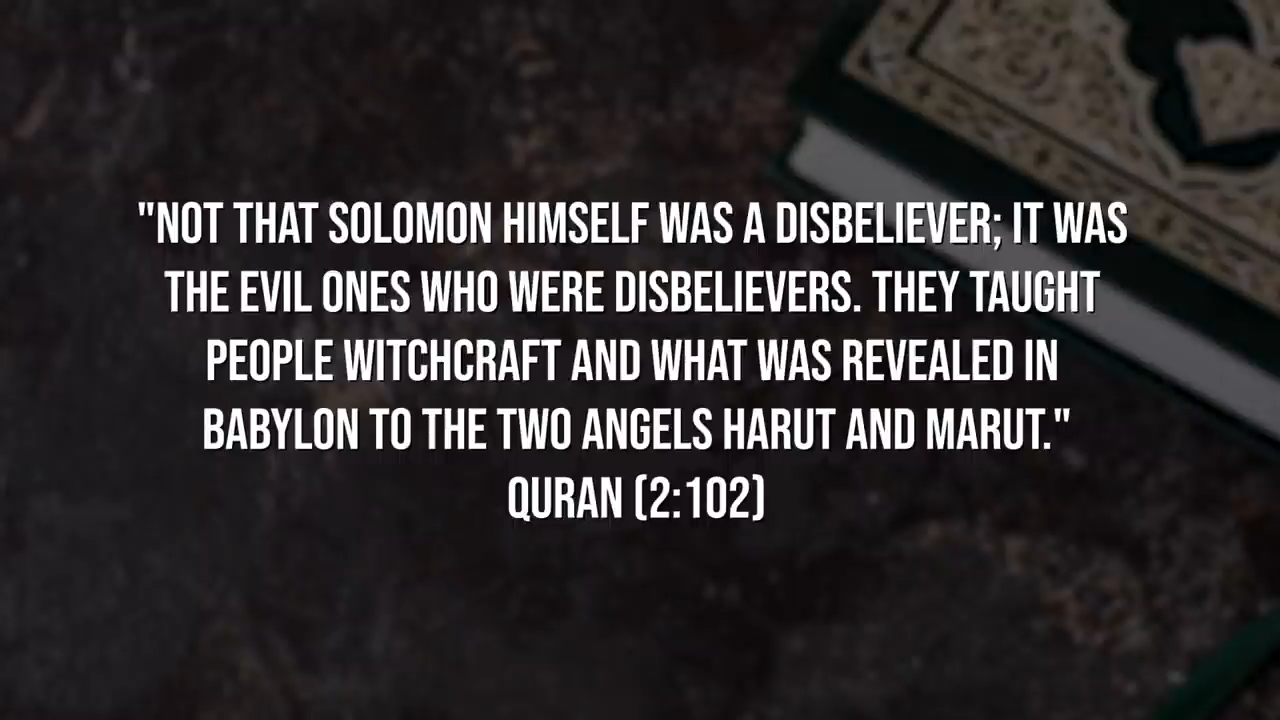 "NOT THAT SOLOMON HIMSELF WAS A DISBELIEVER; IT WAS
THE EVIL ONES WHO WERE DISBELIEVERS. THEY TAUGHT
PEOPLE WITCHCRAFT AND WHAT WAS REVEALED IN
BABYLON TO THE TWO ANGELS HARUT AND MARUT."
QURAN (2:102)